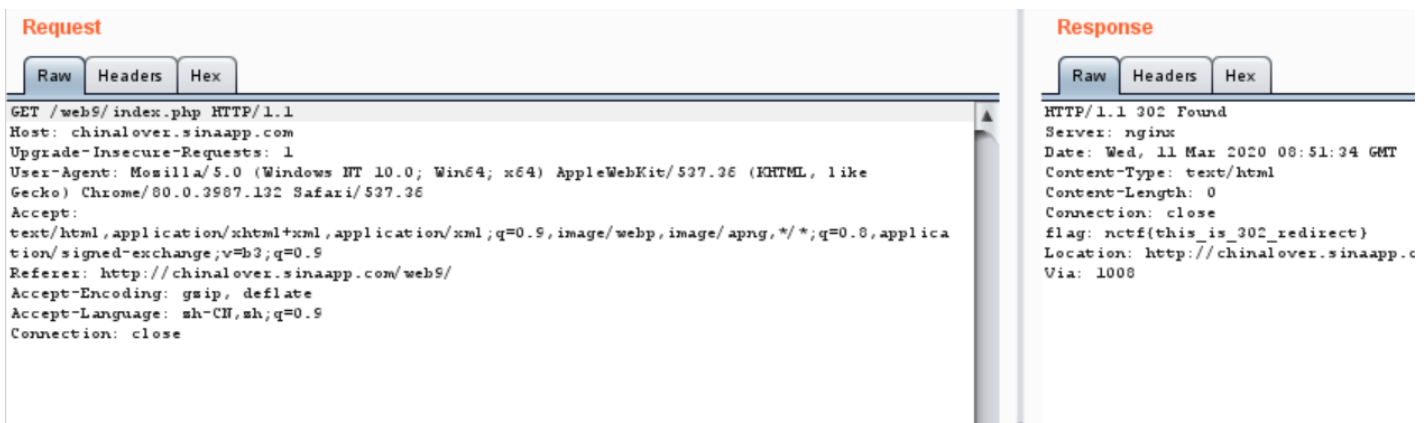 Request
Raw Headers Hex
GET /web9/index.php HTTP/1.1
Host: chinalover.sinaapp.com
Upgrade-Insecure-Requests: 1
User-Agent: Mozilla/5.0 (Windows NT 10.0; Win64; x64) AppleWebKit/537.36 (KHTML, like
Gecko) Chrome/80.0.3987.132 Safari/537.36
Accept:
text/html,application/xhtml+xml,application/xml;q=0.9,image/webp,image/apng,*/*;q=0.8,applica
tion/signed-exchange;v=b3;q=0.9
Referer: http://chinalover.sinaapp.com/web9/
Accept-Encoding: gzip, deflate
Accept-Language: zh-CN,zh;q=0.9
Connection: close
Response
Raw Headers Hex
HTTP/1.1 302 Found
Server: nginx
Date: Wed, 11 Mar 2020 08:51:34 GMT
Content-Type: text/html
Content-Length: 0
Connection: close
flag: nctf{this_is_302_redirect}
Location: http://chinalover.sinaapp.c
Via: 1008